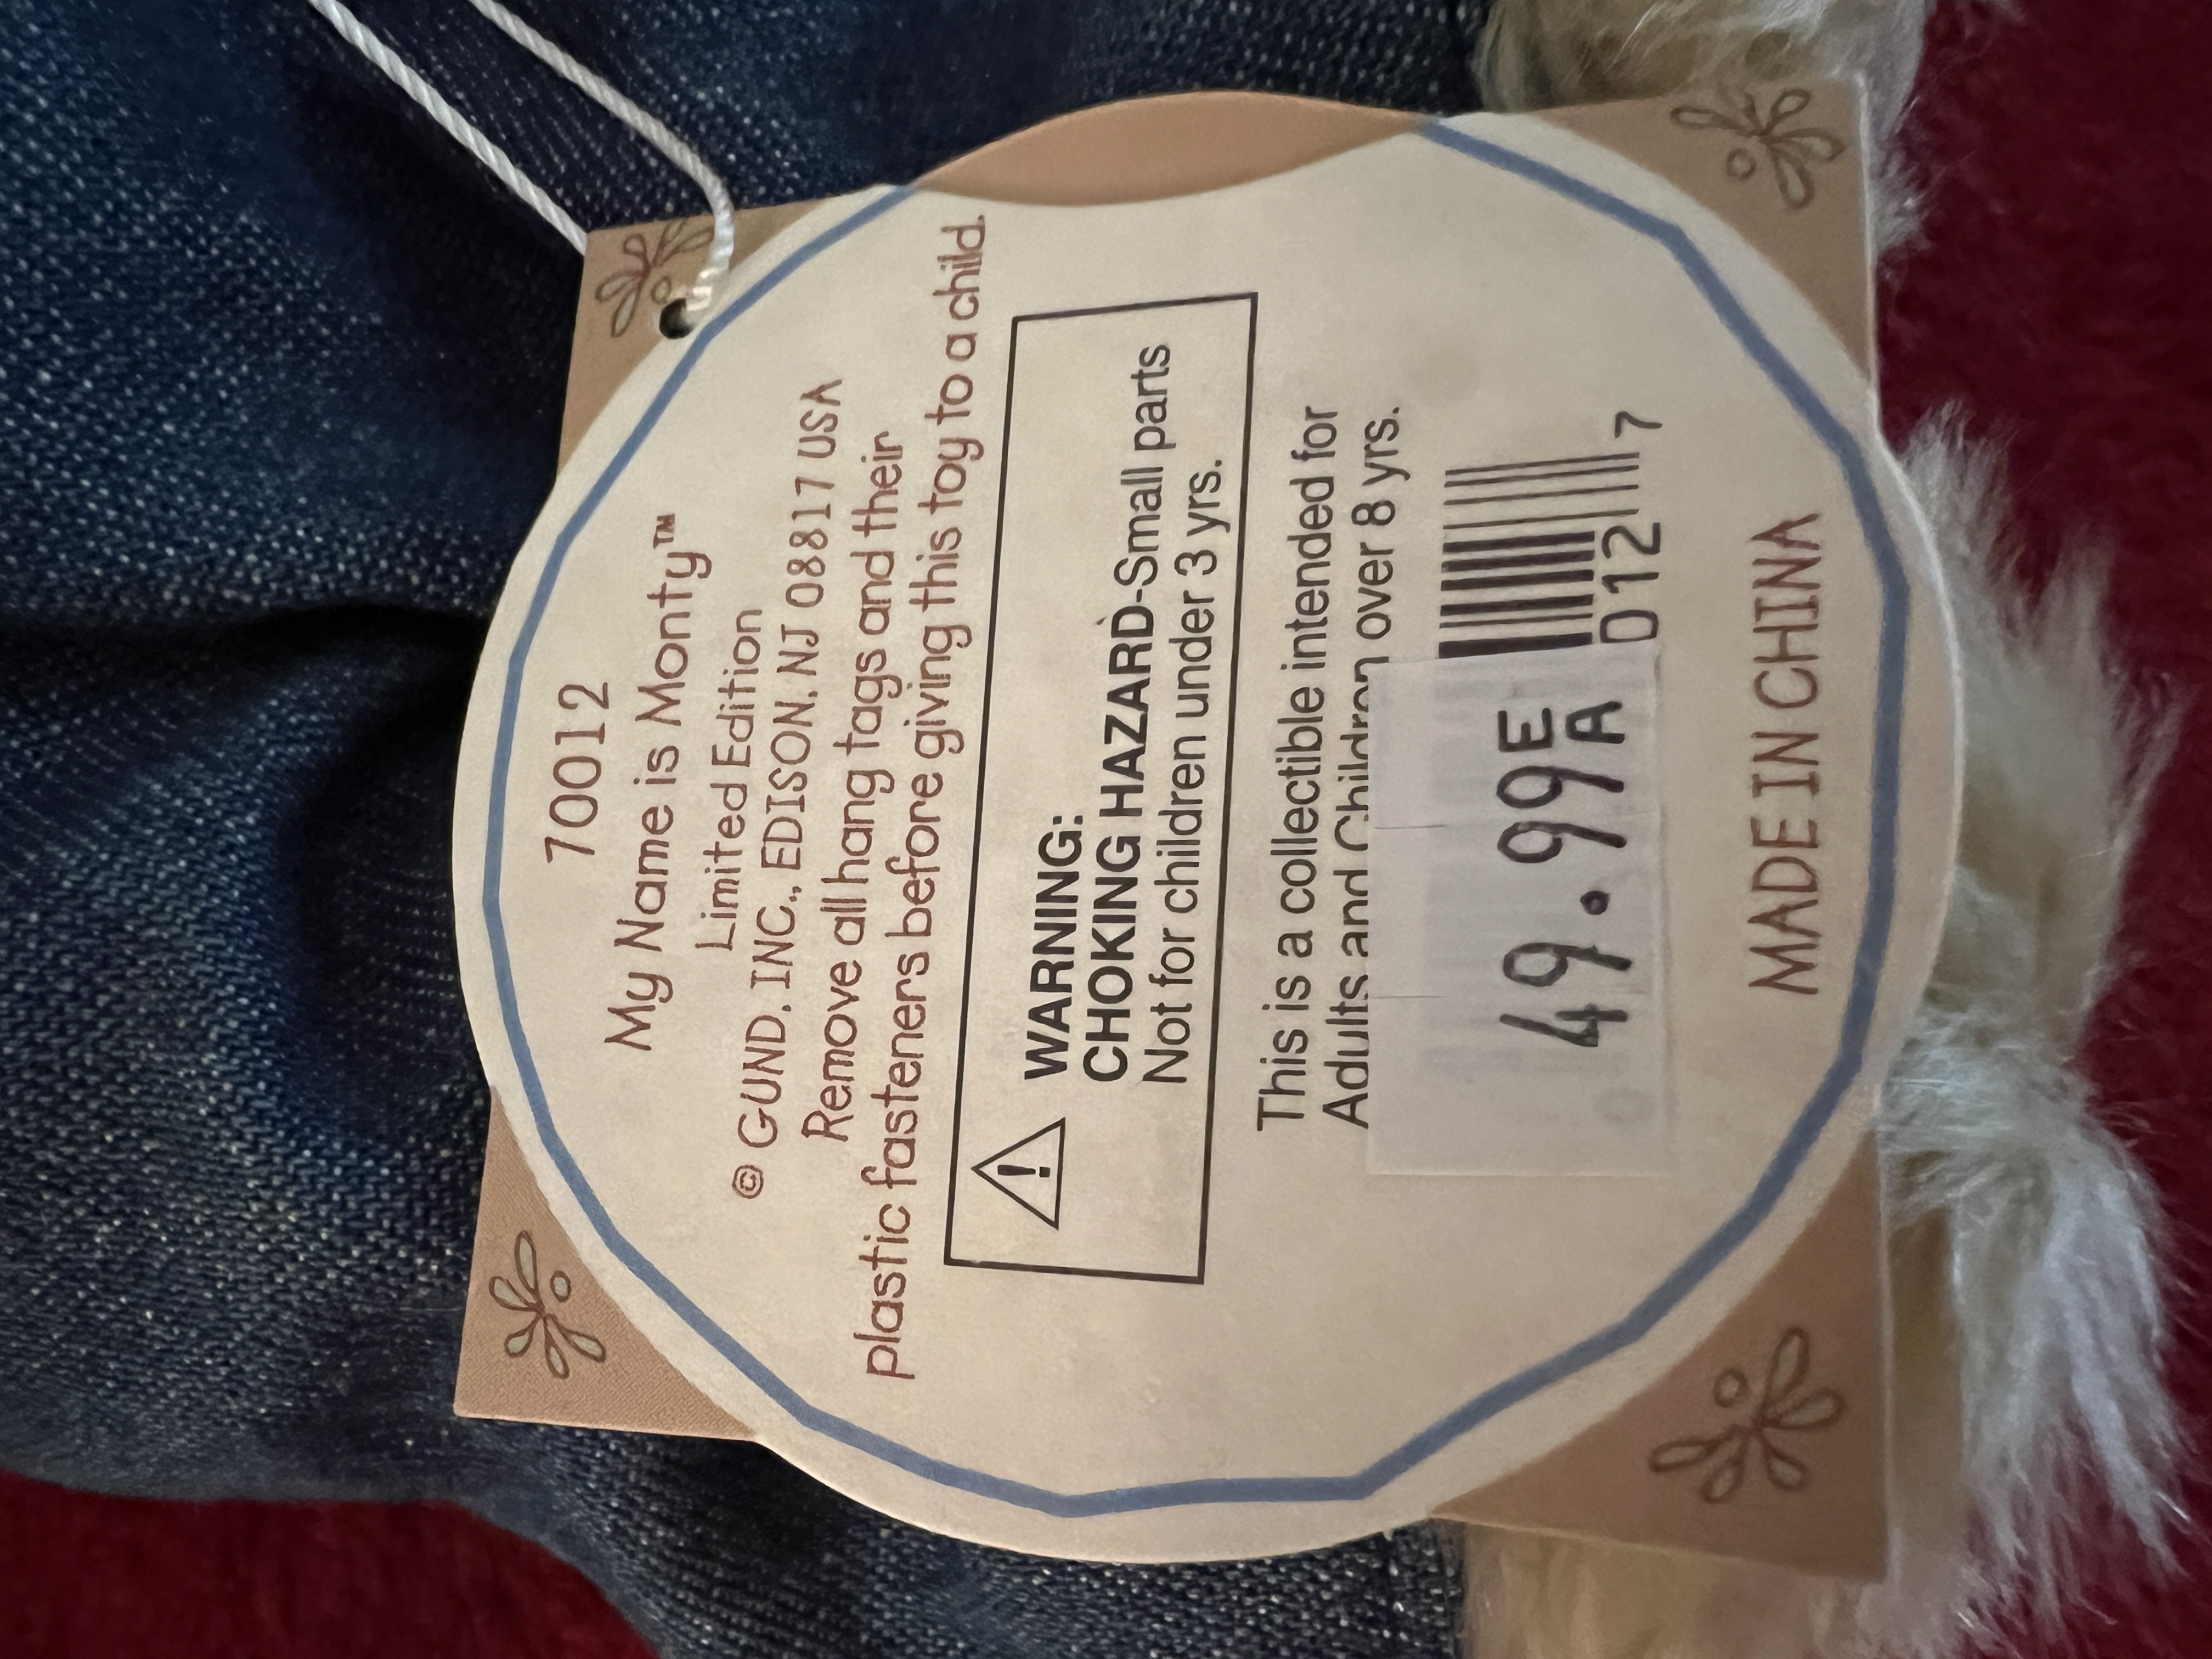 70012
My Name is Monty™
Limited Edition
© GUND, INC., EDISON, NJ 08817 USA
Remove all hang tags and their
plastic fasteners before giving this toy to a child.
WARNING:
CHOKING HAZARD-Small parts
Not for children under 3 yrs.
This is a collectible intended for
Adults and Children over 8 yrs.
49.99E
A
012 7
MADE IN CHINA